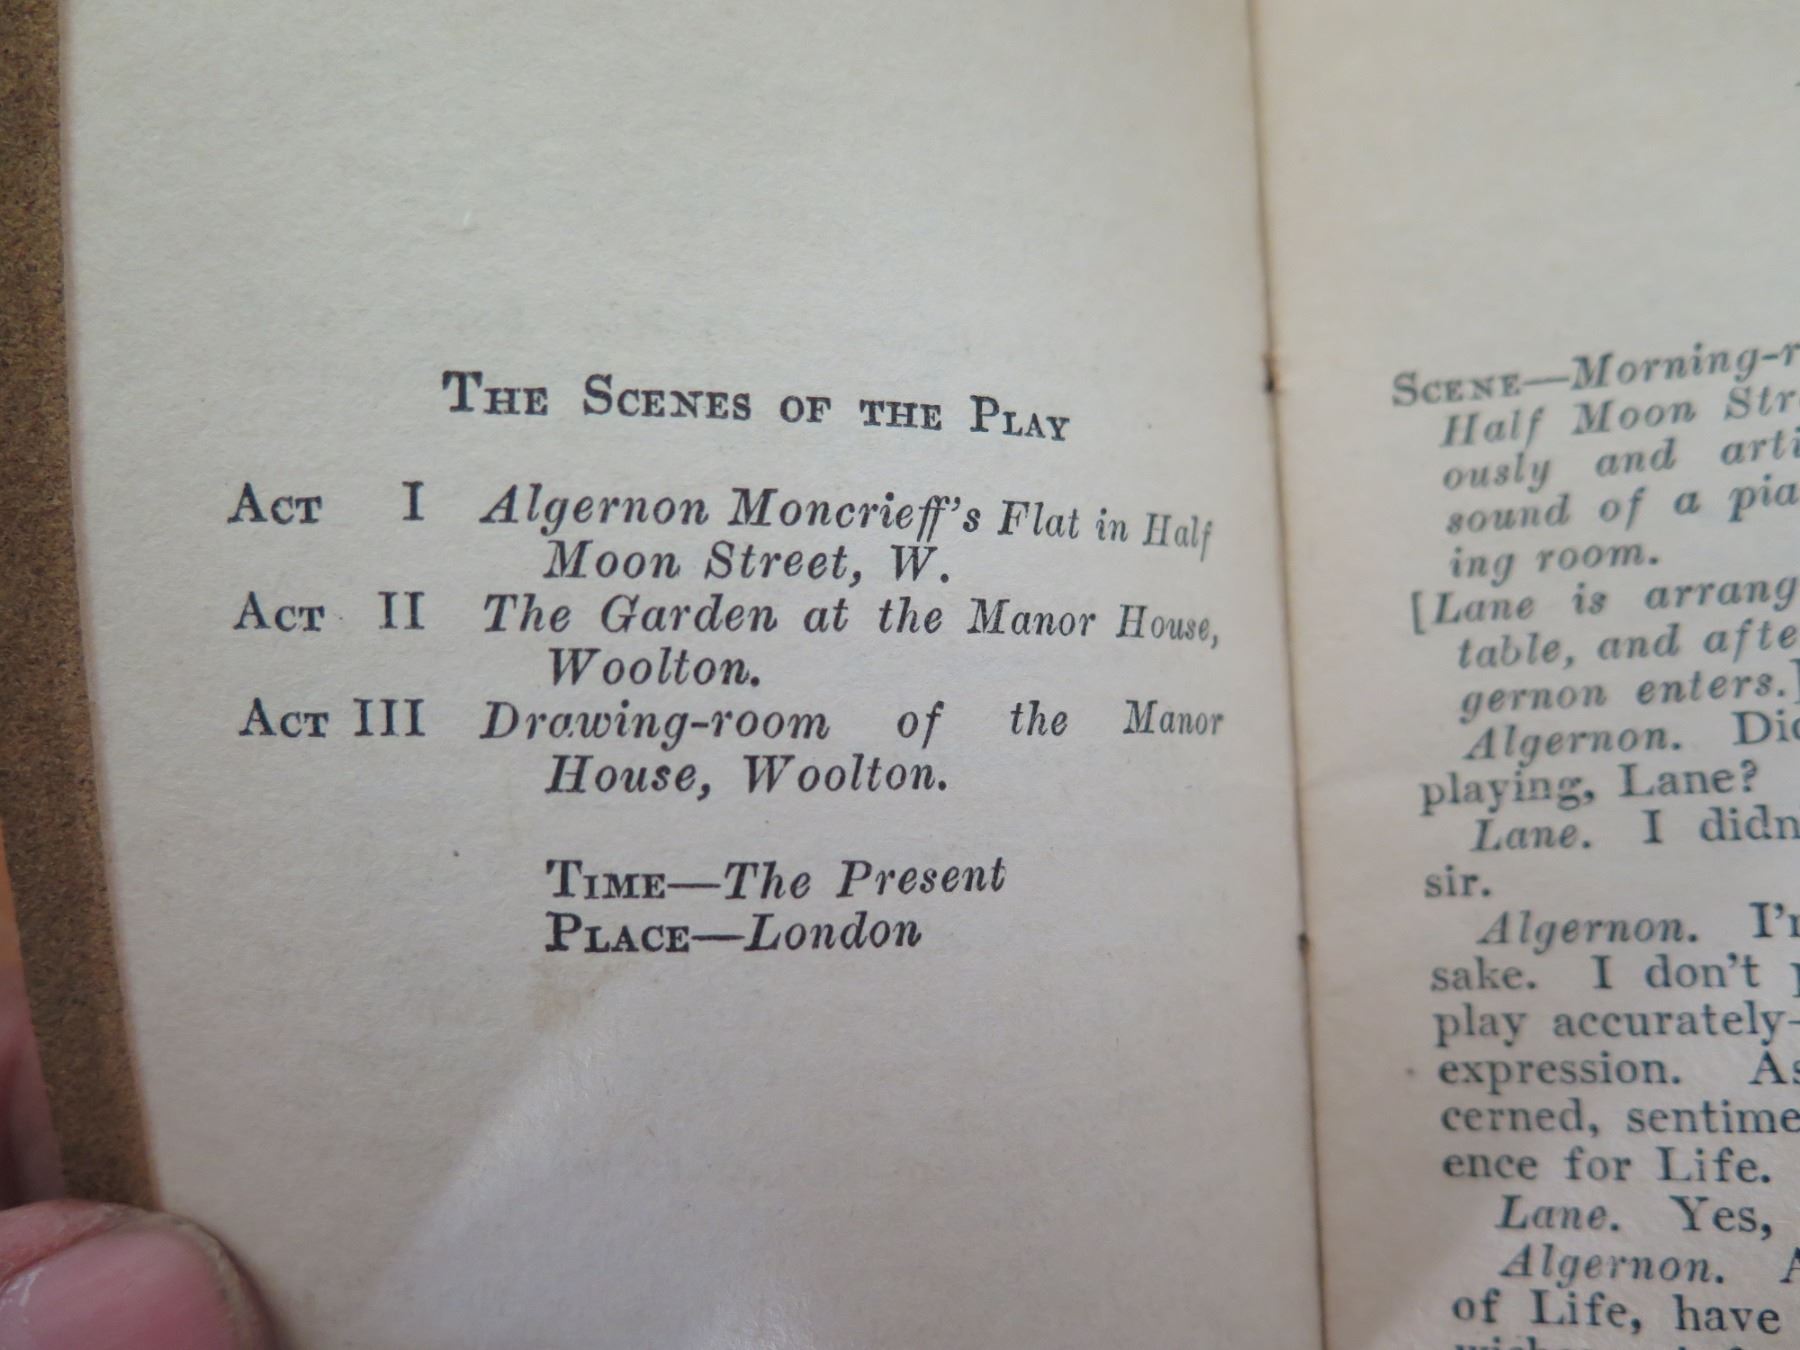 The Scenes of the Play
Act I Algernon Moncrieff's Flat in Half
Moon Street, W.
Act II The Garden at the Manor House,
Woolton.
Act III Drawing-room of the Manor
House, Woolton.
Time—The Present
Place—London
Scene—Morning-r
Half Moon Str
ously and arti
sound of a pia
ing room.
[Lane is arrang
table, and afte
gernon enters.]
Algernon. Did
playing, Lane?
Lane. I didn
sir.
Algernon. I'm
sake. I don't p
play accurately—
expression. As
cerned, sentime
ence for Life.
Lane. Yes,
Algernon. A
of Life, have